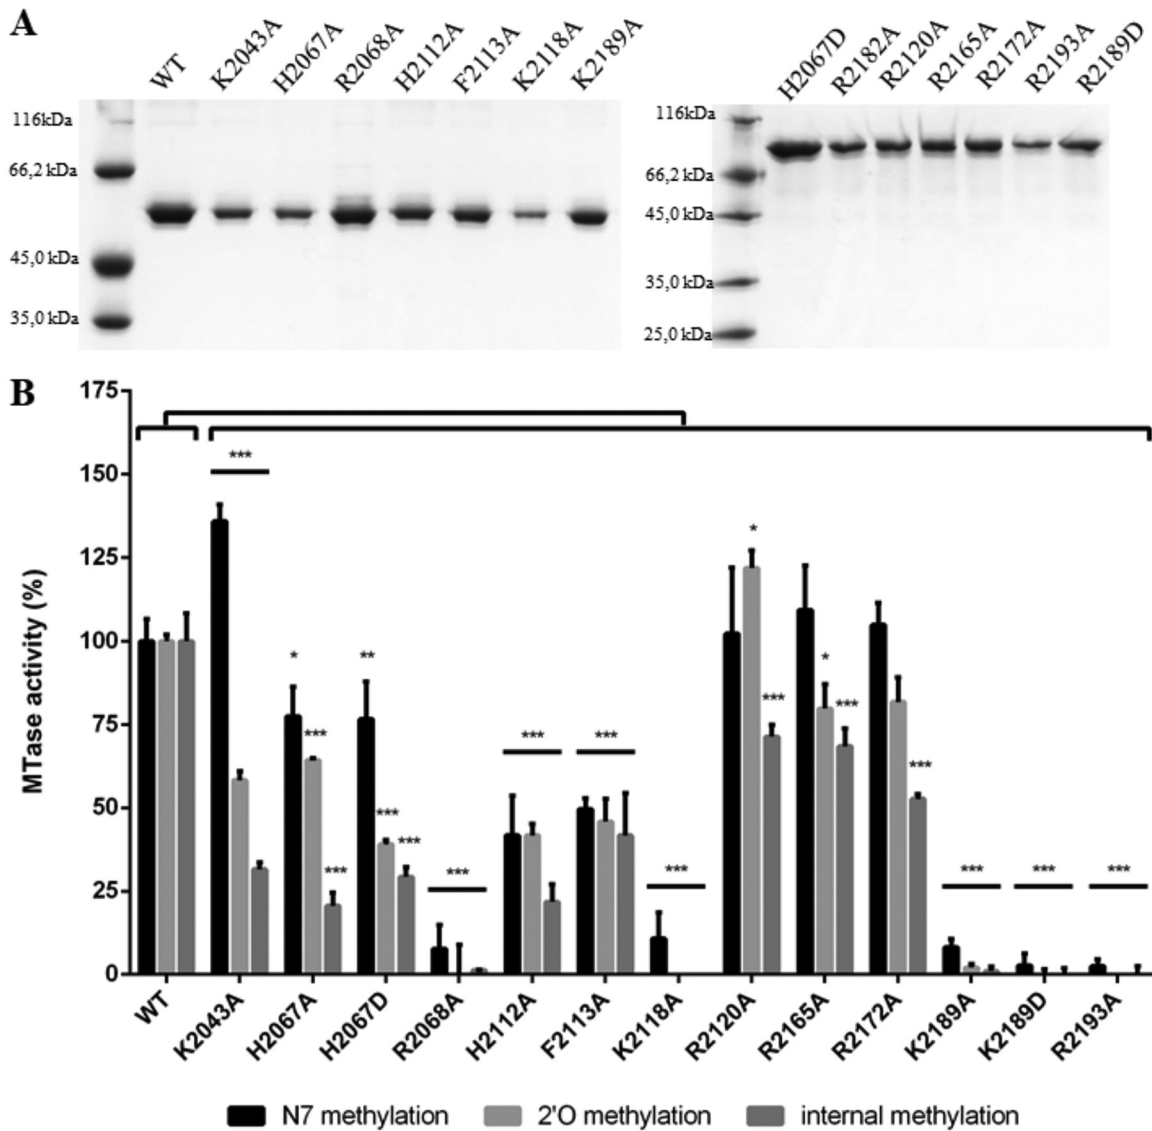 A
WT K2043A H2067A R2068A H2112A F2113A K2118A K2189A
116kDa
66,2 kDa
45,0 kDa
35,0 kDa
H2067D R2182A R2120A R2165A R2172A R2193A R2189D
116kDa
66,2 kDa
45,0 kDa
35,0 kDa
25,0 kDa
B
MTase activity (%)
175
150
125
100
75
50
25
0
***
* *** ***
** *** ***
***
***
***
***
* ***
* ***
***
***
***
***
WT K2043A H2067A H2067D R2068A H2112A F2113A K2118A R2120A R2165A R2172A K2189A K2189D R2193A
N7 methylation 2'O methylation internal methylation